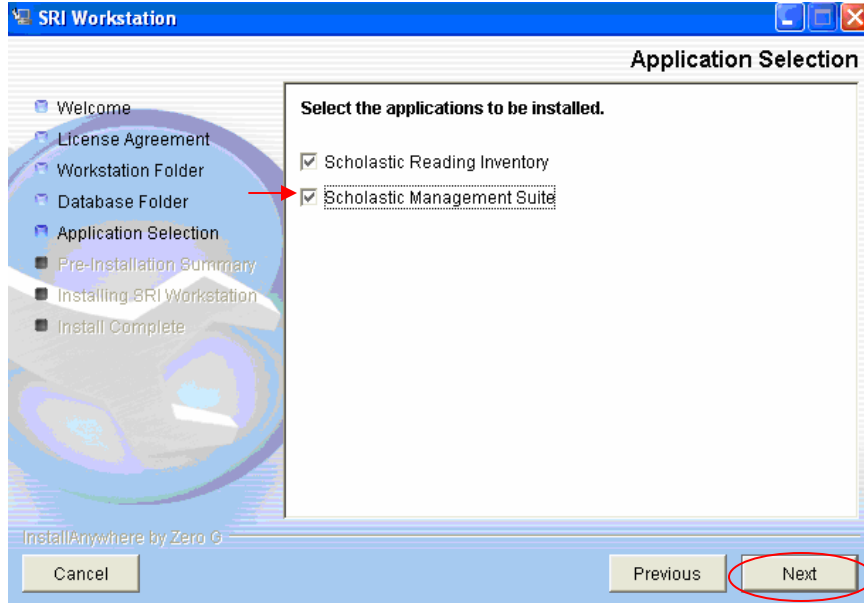 SRI Workstation
Application Selection
Welcome
License Agreement
Workstation Folder
Database Folder
Application Selection
Pre-Installation Summary
Installing SRI Workstation
Install Complete
Select the applications to be installed.
Scholastic Reading Inventory
Scholastic Management Suite
InstallAnywhere by Zero G
Cancel
Previous
Next